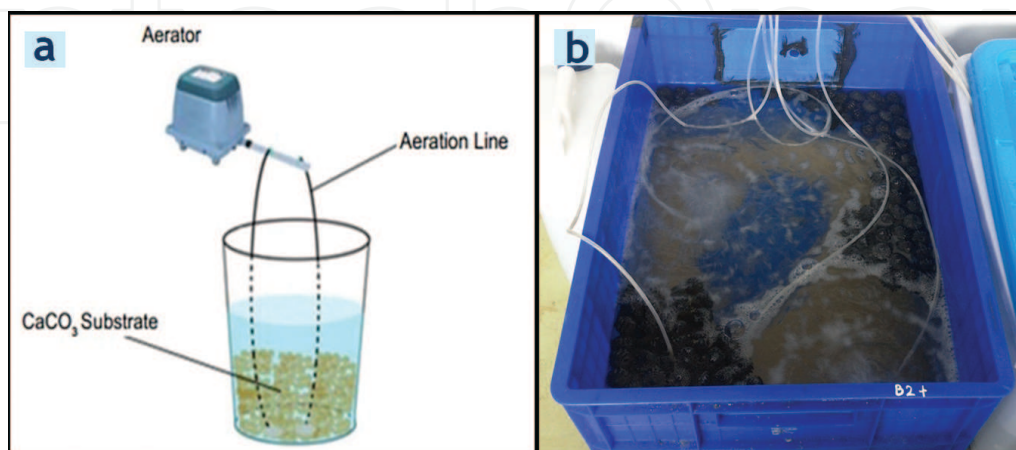 a
Aerator
Aeration Line
CaCO₃ Substrate
b
B2+